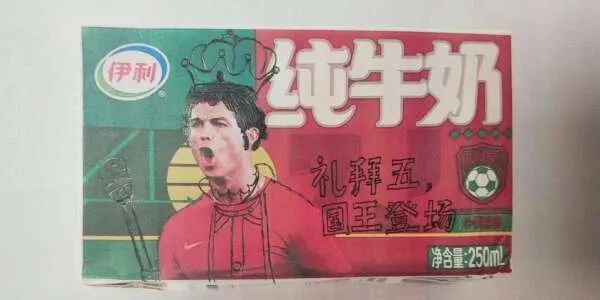 伊利
纯牛奶
礼拜五，
国王登场
净含量:250mL